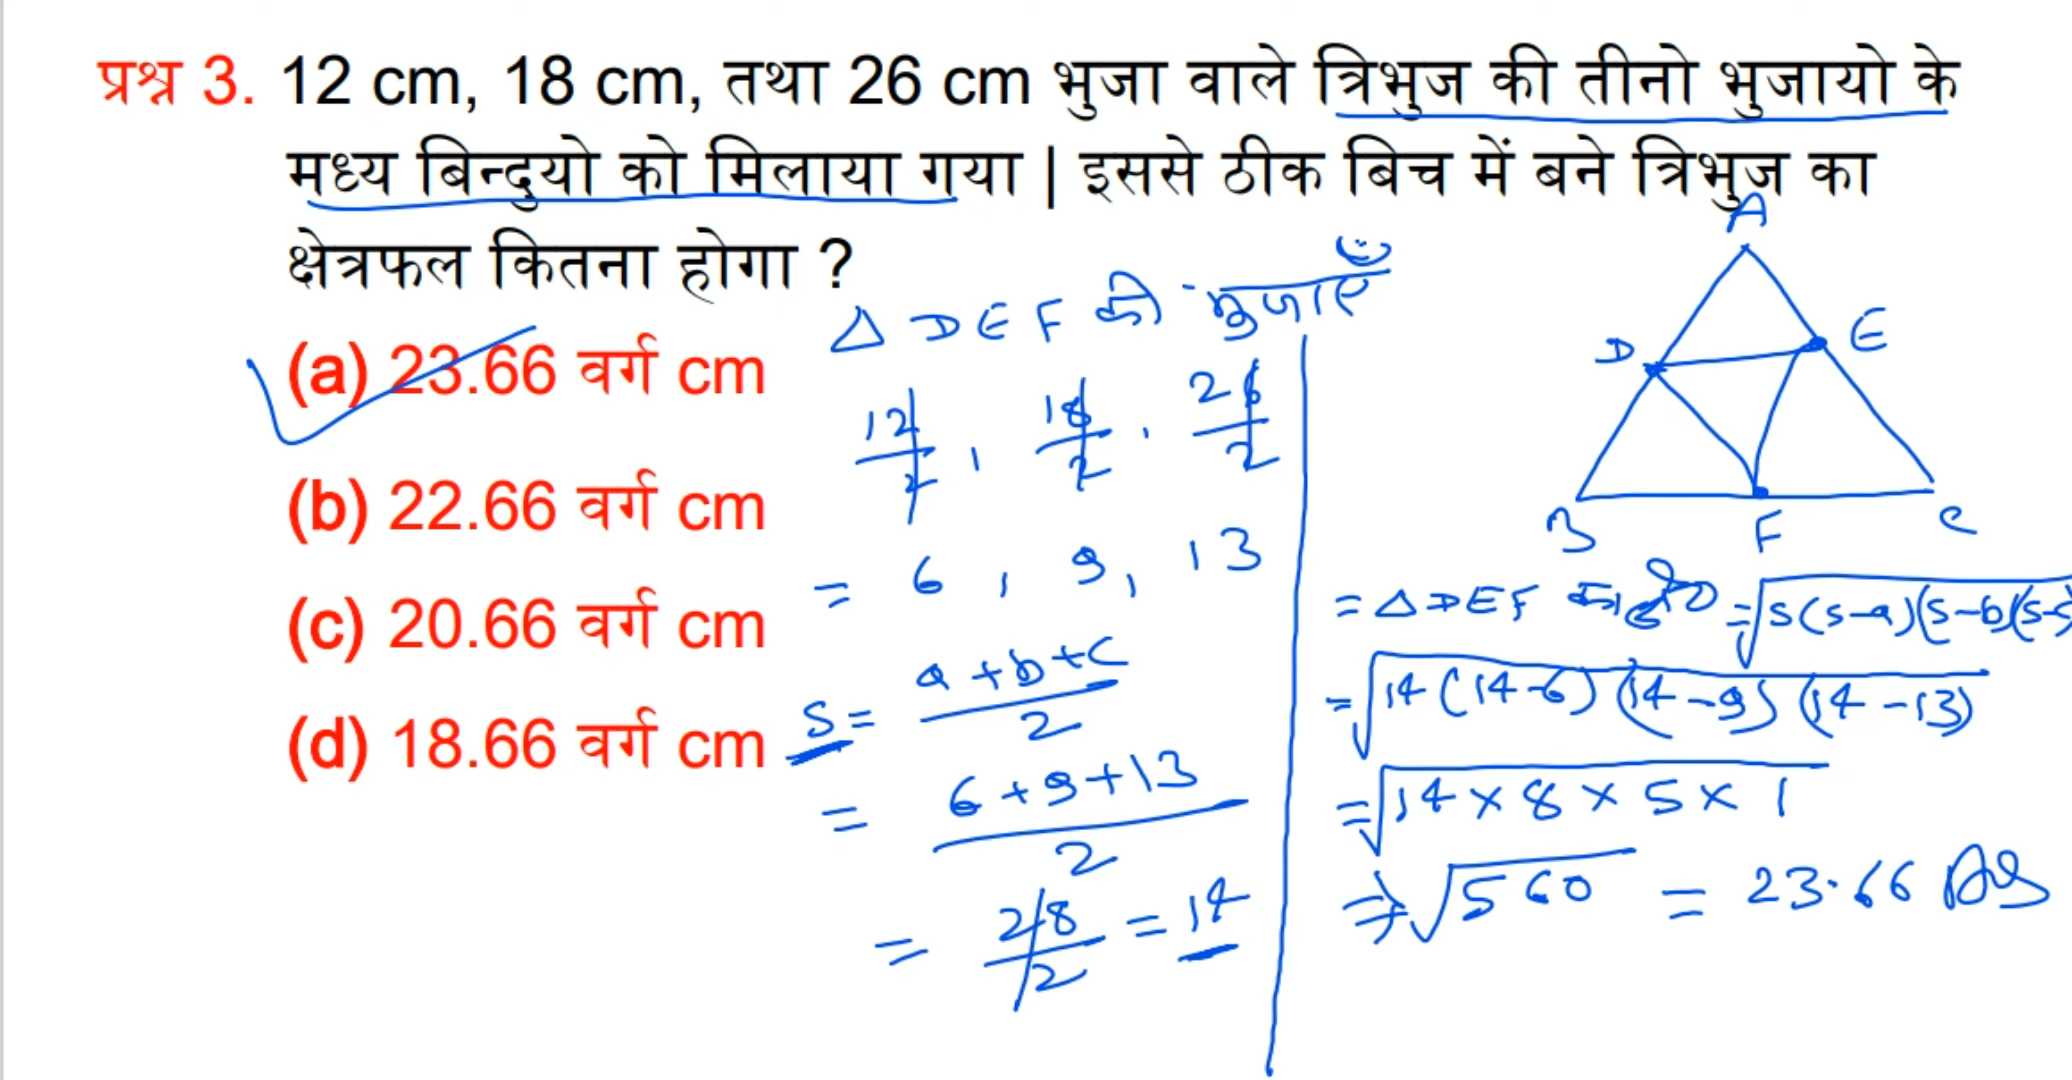 प्रश्न 3. 12 cm, 18 cm, तथा 26 cm भुजा वाले त्रिभुज की तीनो भुजायो के
मध्य बिन्दुयो को मिलाया गया | इससे ठीक बिच में बने त्रिभुज का
क्षेत्रफल कितना होगा ?
(a) 23.66 वर्ग cm
(b) 22.66 वर्ग cm
(c) 20.66 वर्ग cm
(d) 18.66 वर्ग cm
Δ DEF की भुजाएं
12/2, 18/2, 26/2
= 6, 9, 13
S = a+b+c/2
= 6+9+13/2
= 28/2 = 14
A
D E
B F C
= Δ DEF का क्षे0 = √s(s-a)(s-b)(s-c
= √14(14-6)(14-9)(14-13)
= √14×8×5×1
⇒ √560 = 23.66 Ans